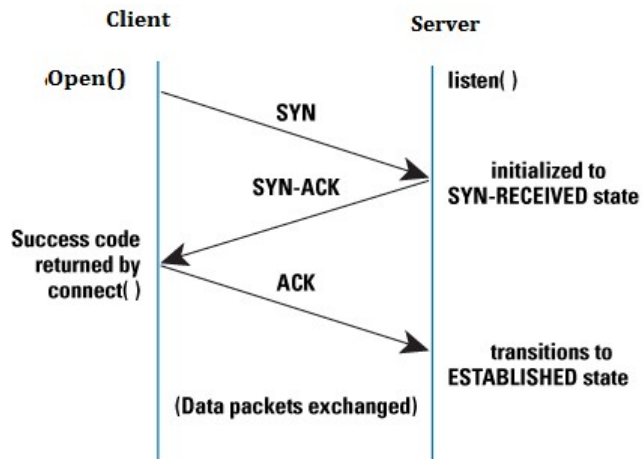 Client
Server
Open()
listen( )
SYN
initialized to
SYN-RECEIVED state
SYN-ACK
Success code
returned by
connect( )
ACK
transitions to
ESTABLISHED state
(Data packets exchanged)